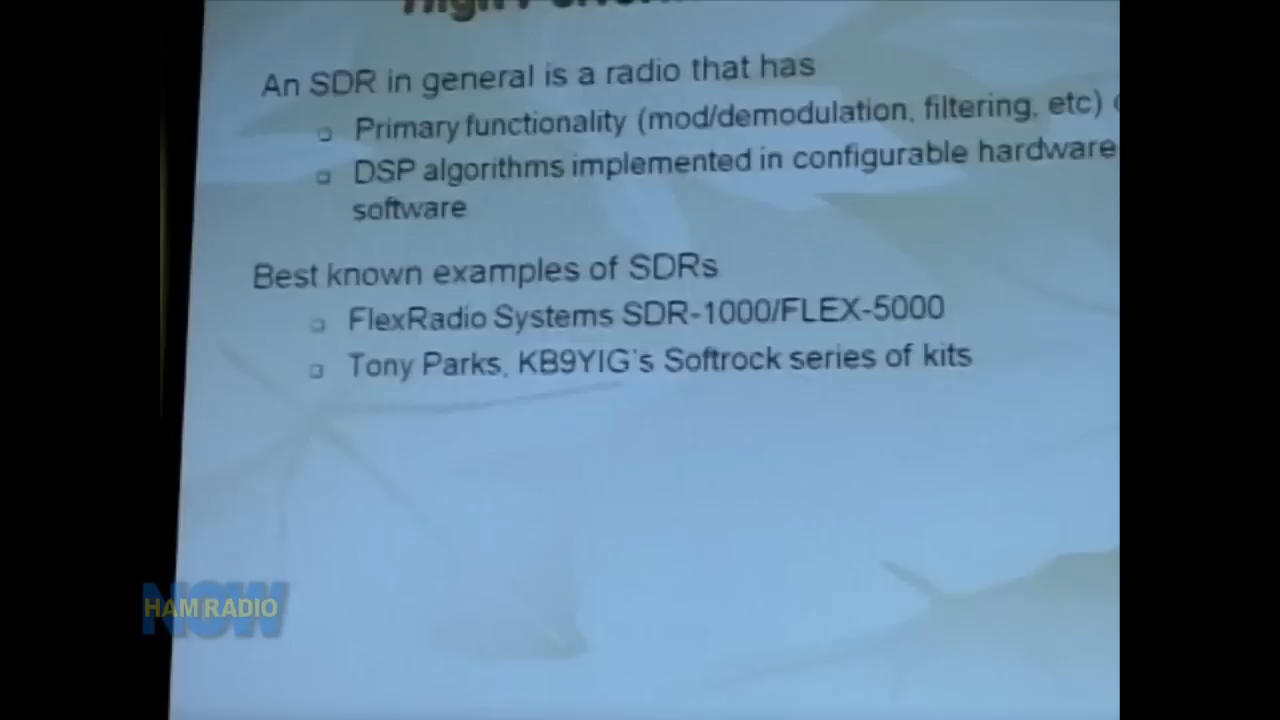 An SDR in general is a radio that has
Primary functionality (mod/demodulation, filtering, etc)
DSP algorithms implemented in configurable hardware
software
Best known examples of SDRs
FlexRadio Systems SDR-1000/FLEX-5000
Tony Parks, KB9YIG's Softrock series of kits
NOW
HAM RADIO